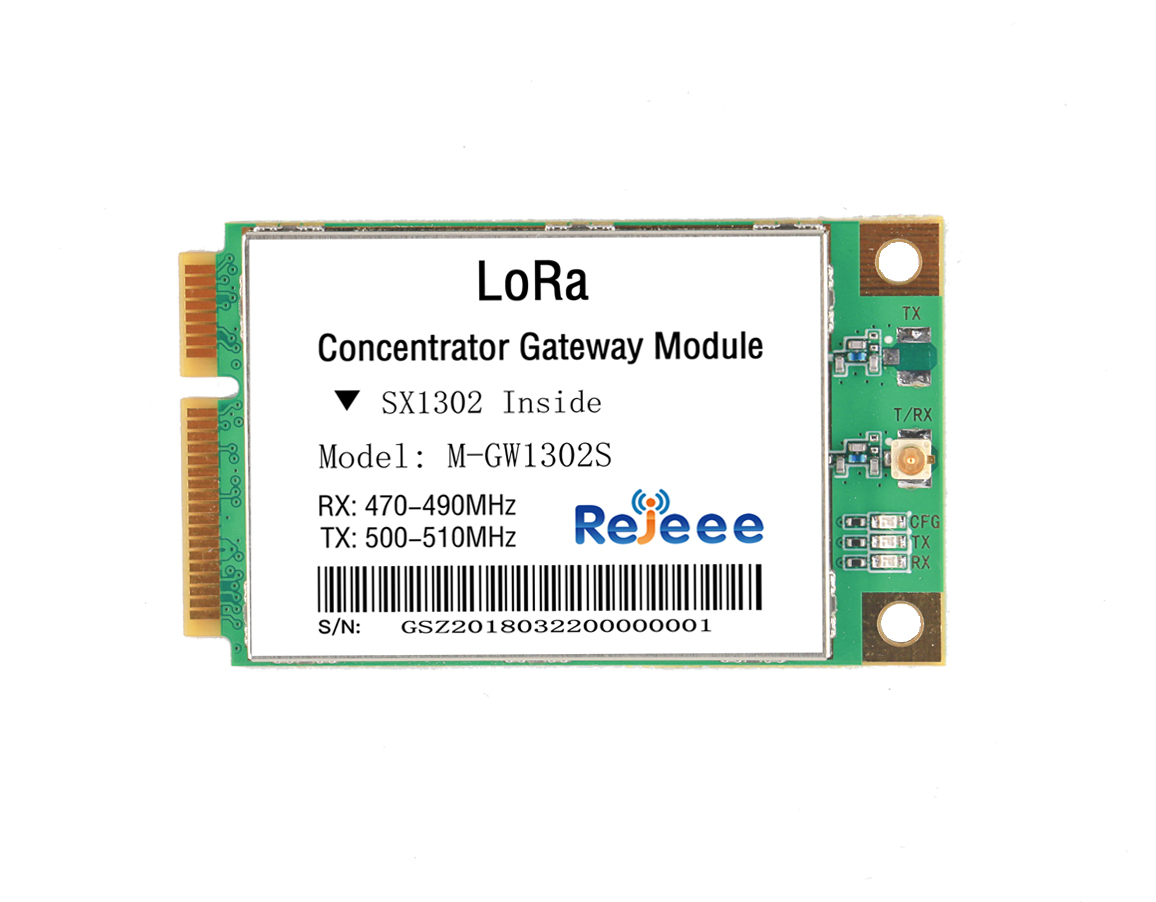 LoRa
Concentrator Gateway Module
▼ SX1302 Inside
Model: M-GW1302S
RX: 470-490MHz
TX: 500-510MHz
Rejeee
S/N: GSZ2018032200000001
TX
T/RX
CFG
TX
RX